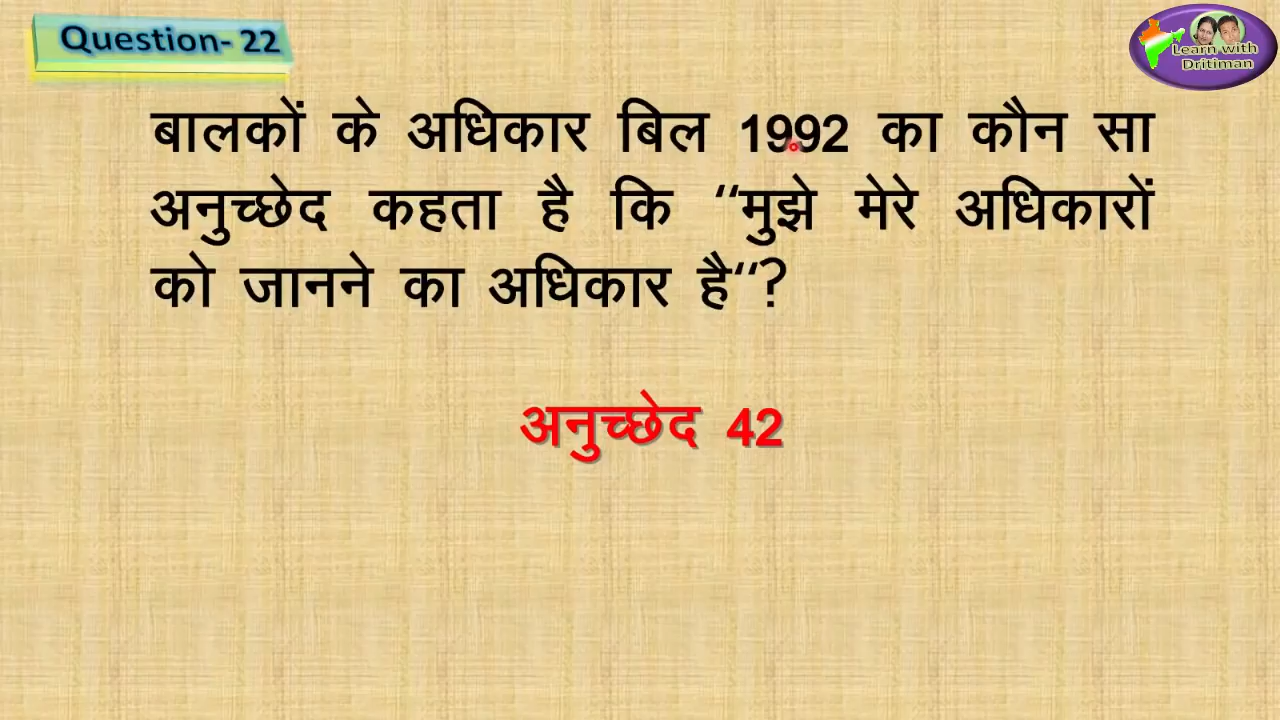 Question- 22
Learn with
Dritiman
बालकों के अधिकार बिल 1992 का कौन सा
अनुच्छेद कहता है कि “मुझे मेरे अधिकारों
को जानने का अधिकार है“?
अनुच्छेद 42